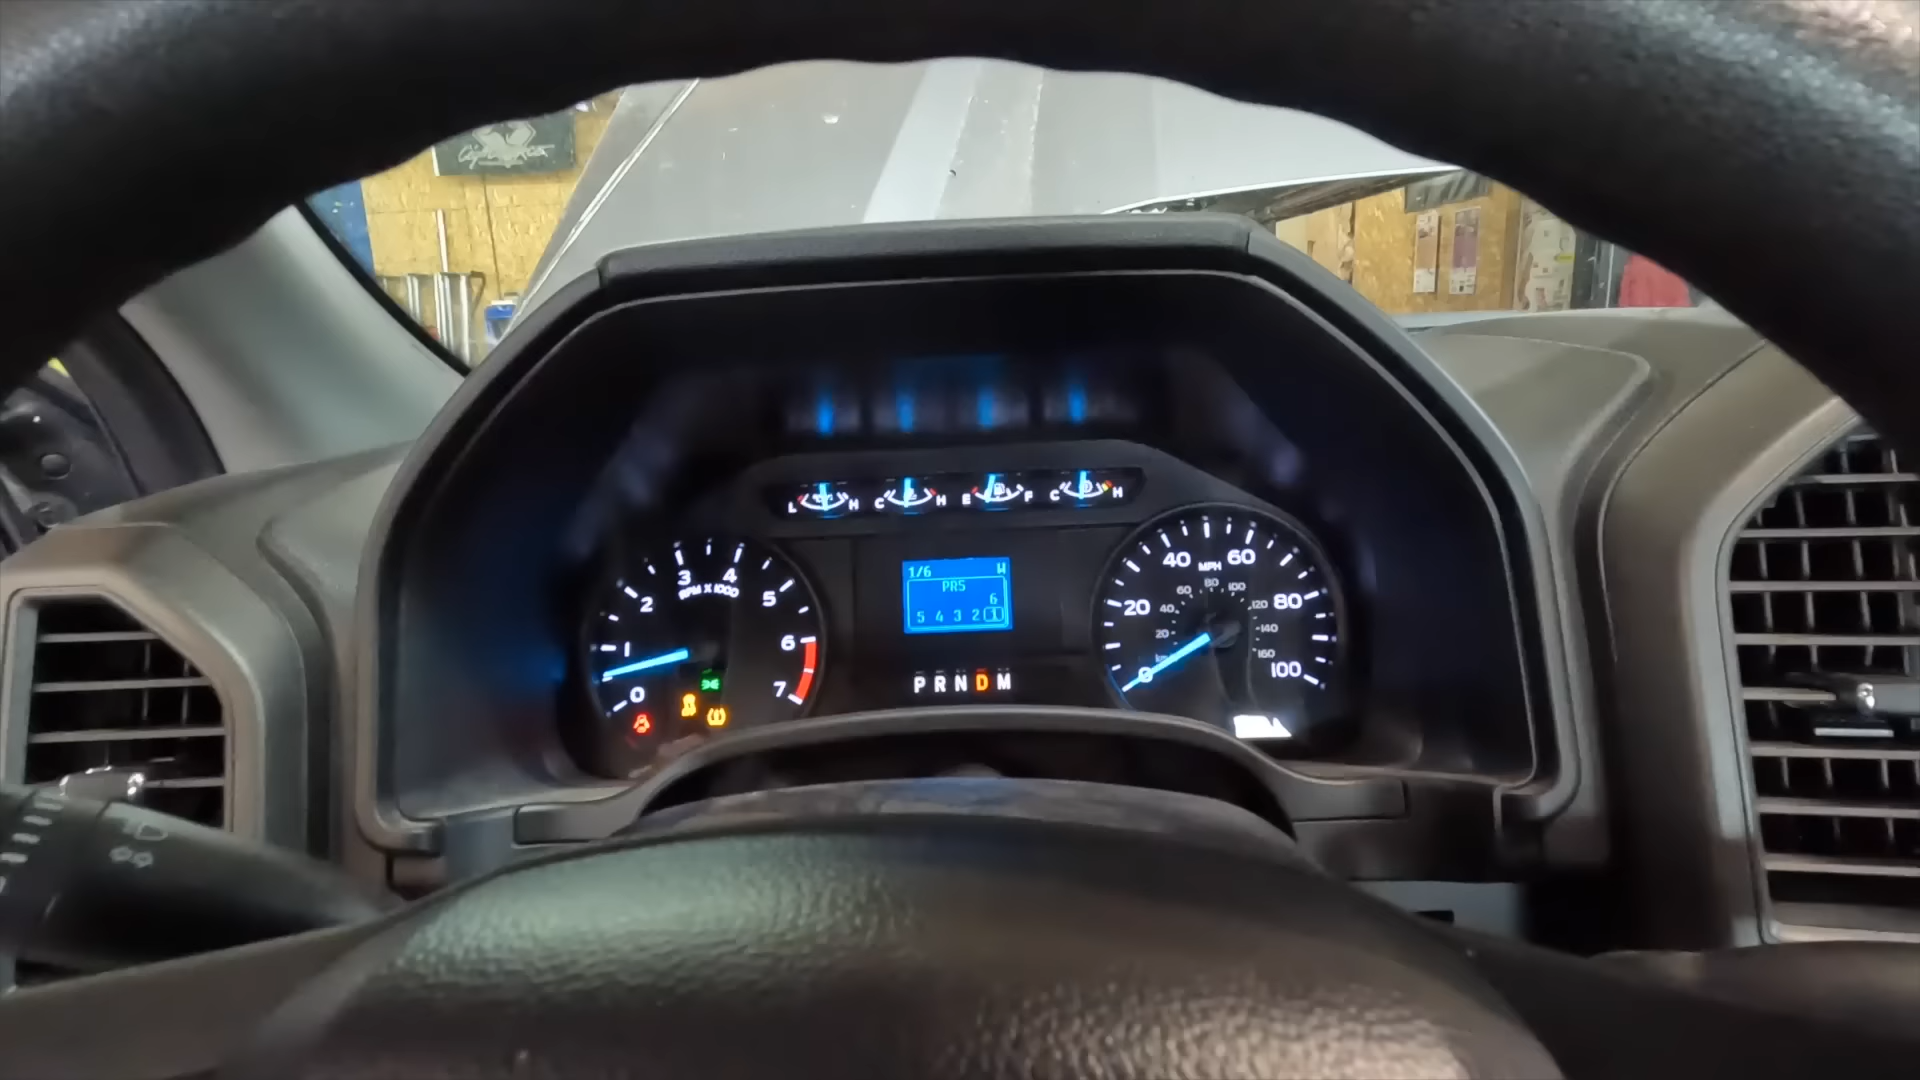 L H C H E F C H
1/6 W
PRS
6
5 4 3 2 1
PRNDM
0 1 2 3 4 5 6 7
RPM X 1000
0 20 40 60 80 100
MPH
20 40 60 80 100 120 140 160